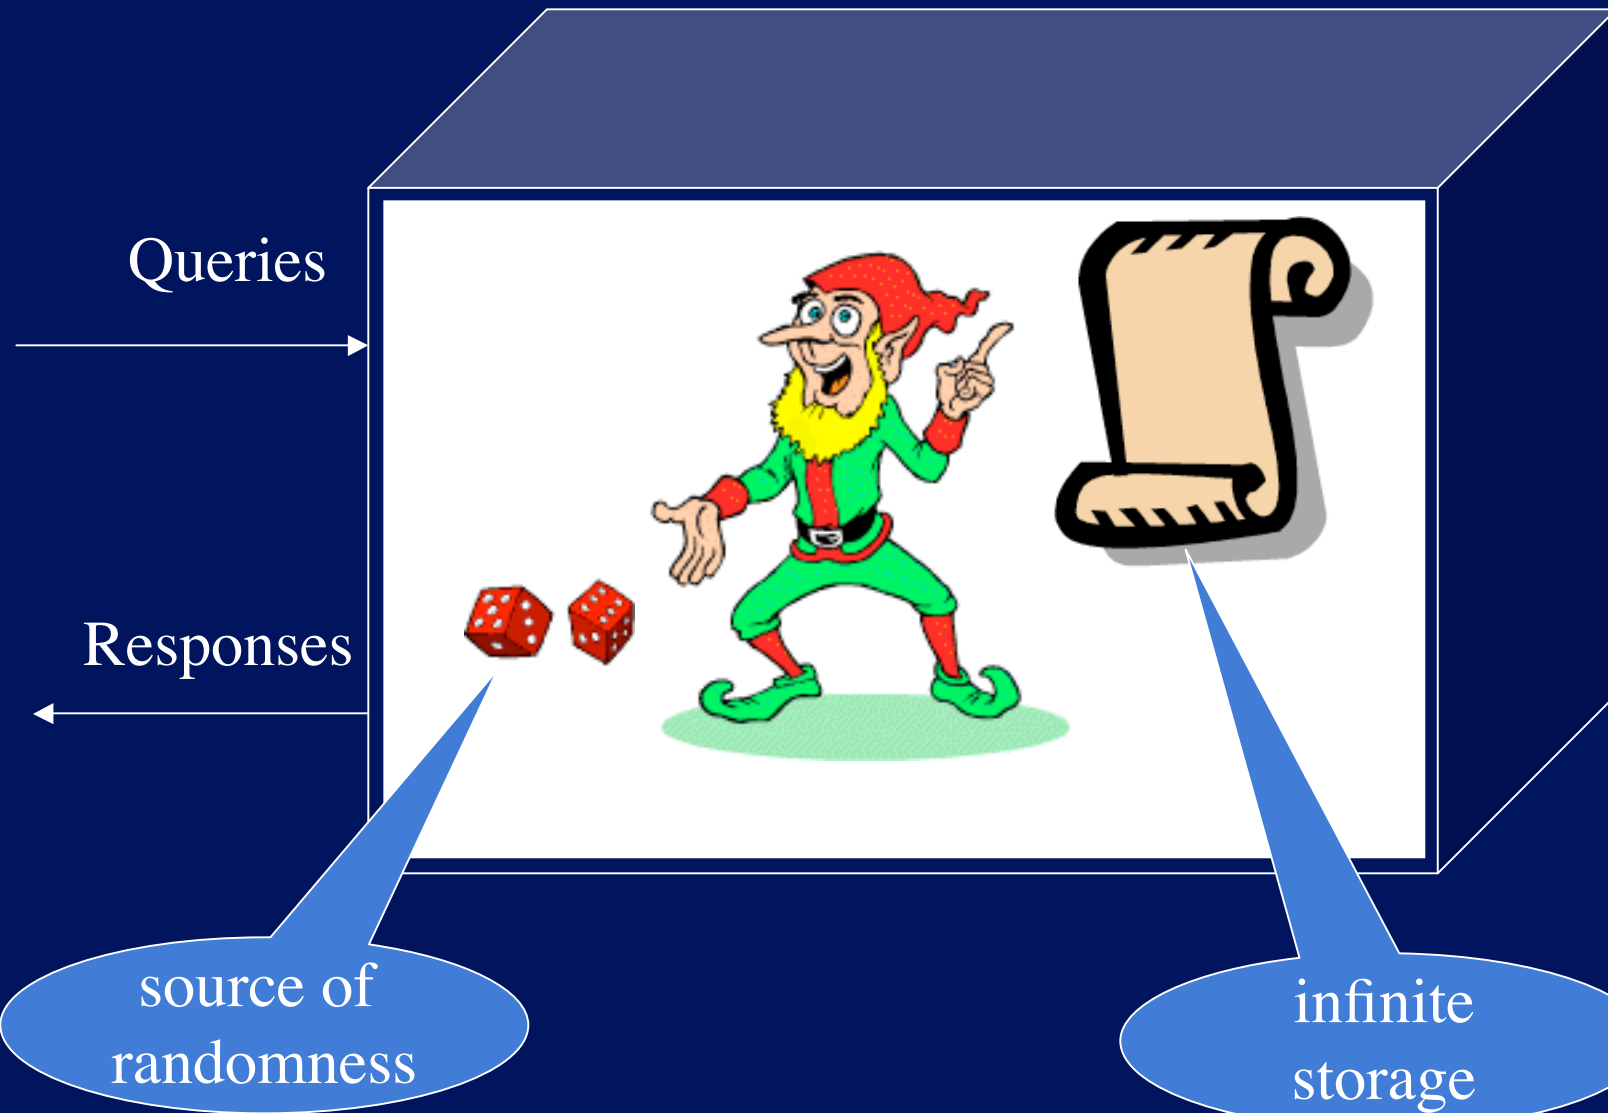 Queries
Responses
source of
randomness
infinite
storage